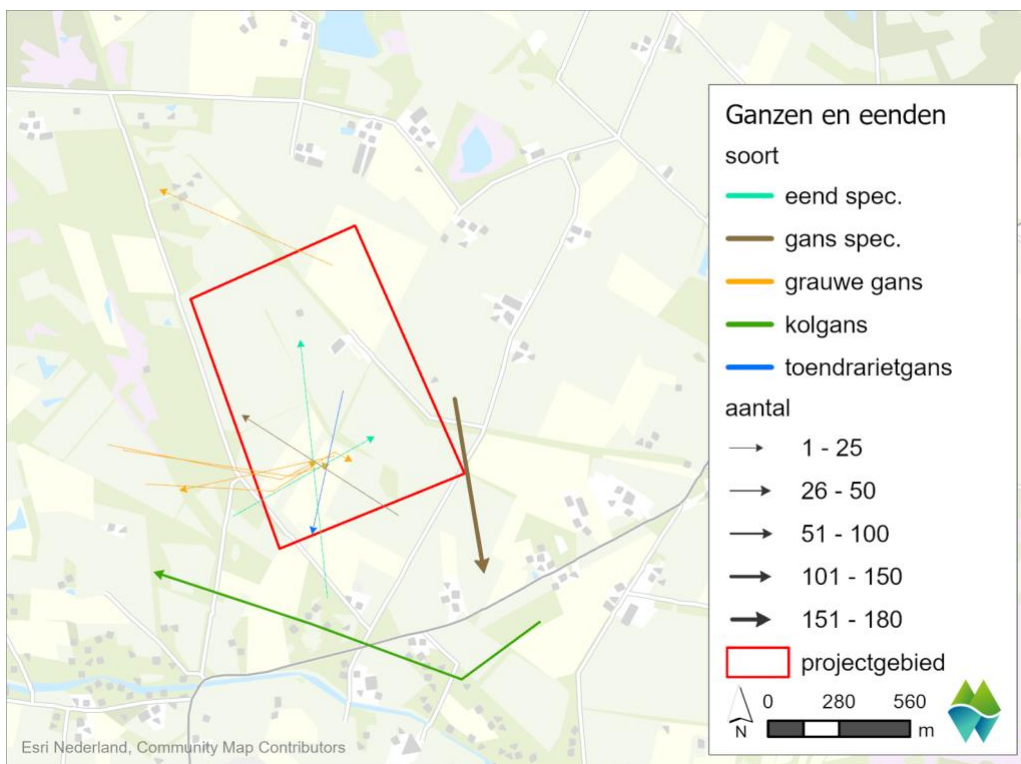 Ganzen en eenden
soort
eend spec.
gans spec.
grauwe gans
kolgans
toendrarietgans
aantal
1 - 25
26 - 50
51 - 100
101 - 150
151 - 180
projectgebied
0 280 560
N m
Esri Nederland, Community Map Contributors